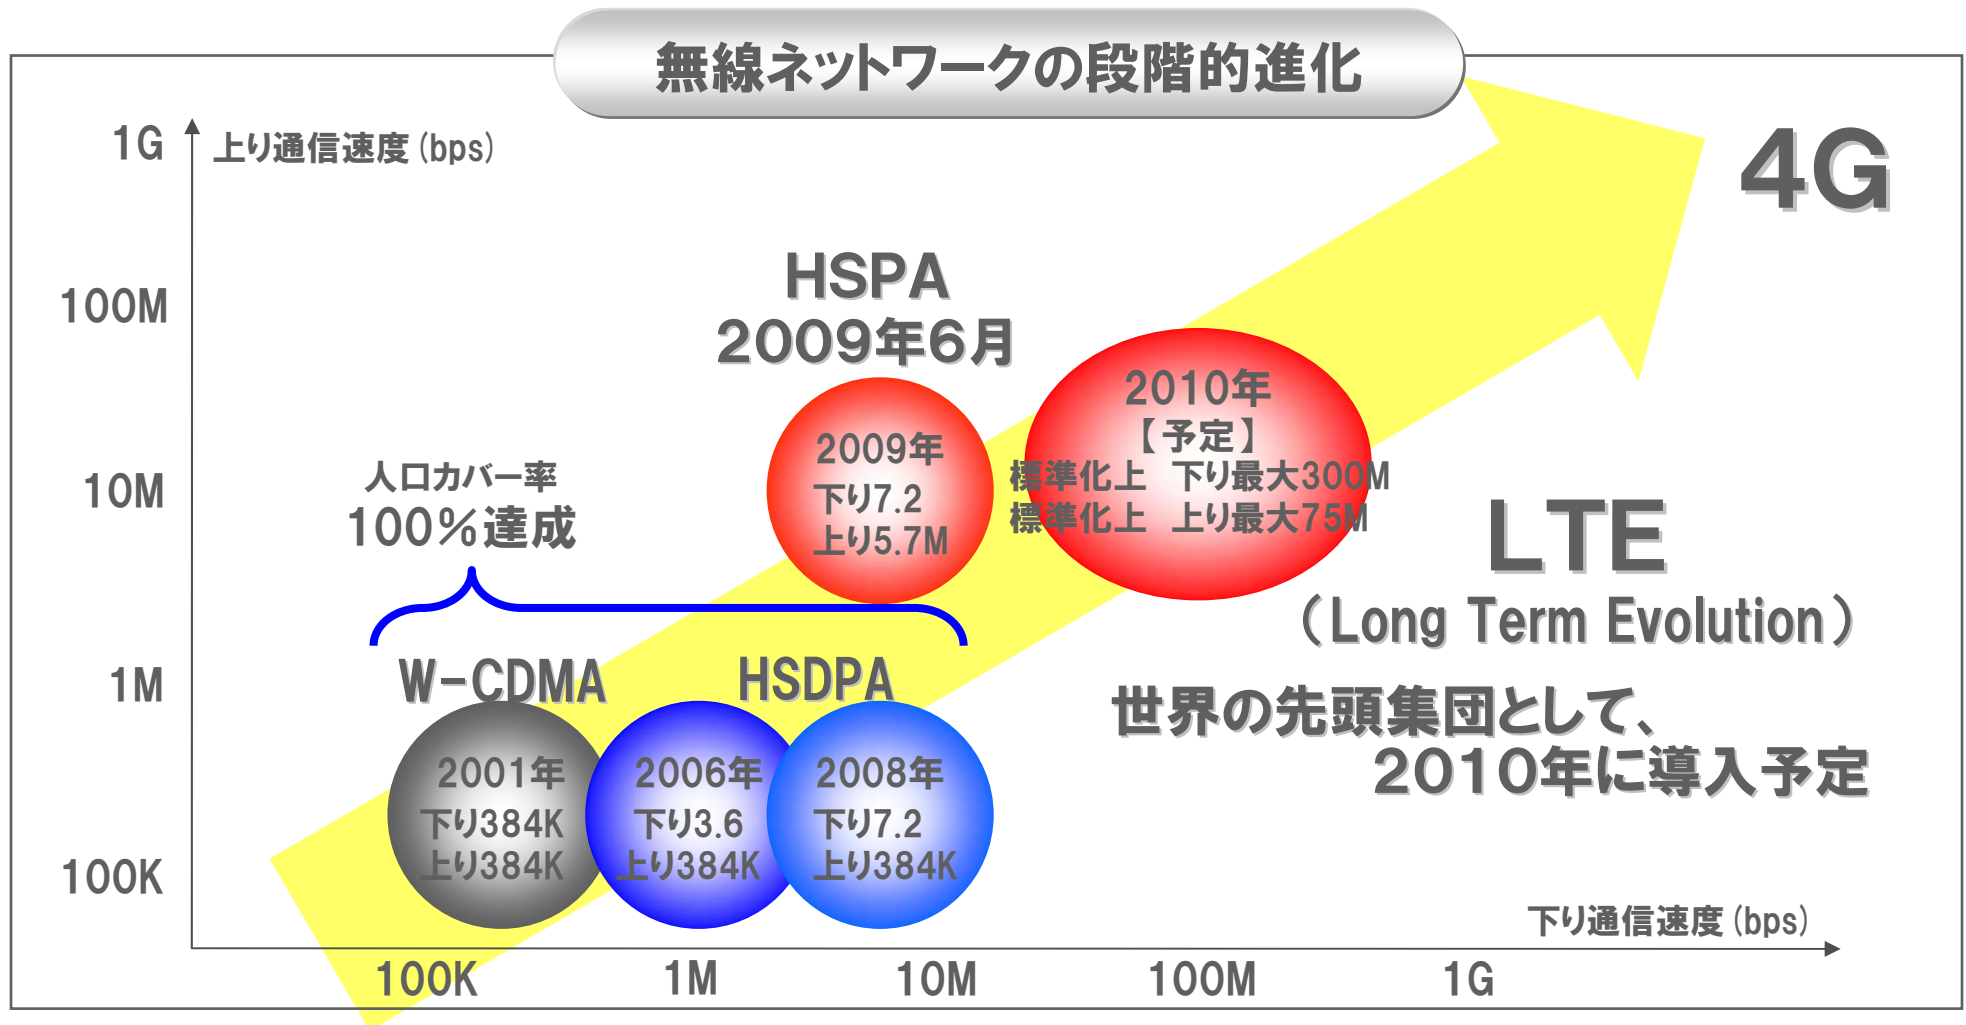 無線ネットワークの段階的進化
1G
上り通信速度(bps)
4G
100M
HSPA
2009年6月
2010年
【予定】
標準化上 下り最大300M
標準化上 上り最大75M
2009年
下り7.2
上り5.7M
10M
人口カバー率
100%達成
LTE
(Long Term Evolution)
1M
W-CDMA
HSDPA
世界の先頭集団として、
2010年に導入予定
2001年
下り384K
上り384K
2006年
下り3.6
上り384K
2008年
下り7.2
上り384K
100K
下り通信速度(bps)
100K
1M
10M
100M
1G